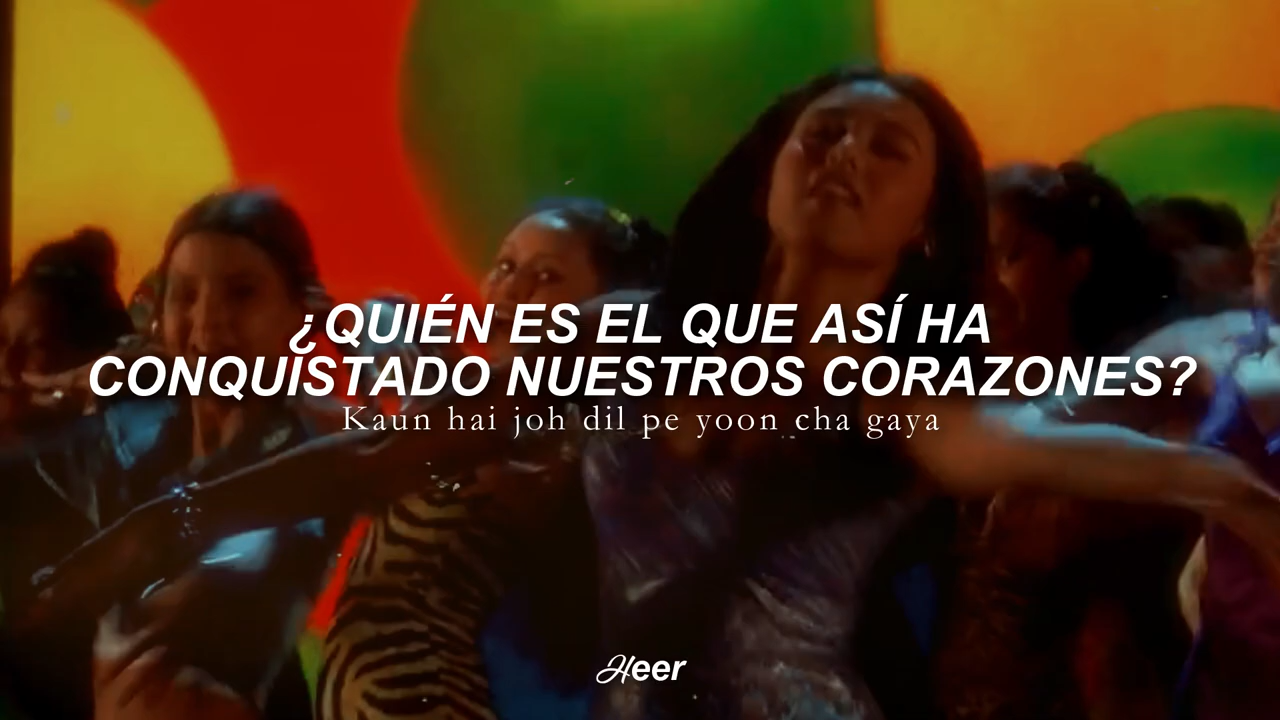 ¿QUIÉN ES EL QUE ASÍ HA
CONQUISTADO NUESTROS CORAZONES?
Kaun hai joh dil pe yoon cha gaya
Heer